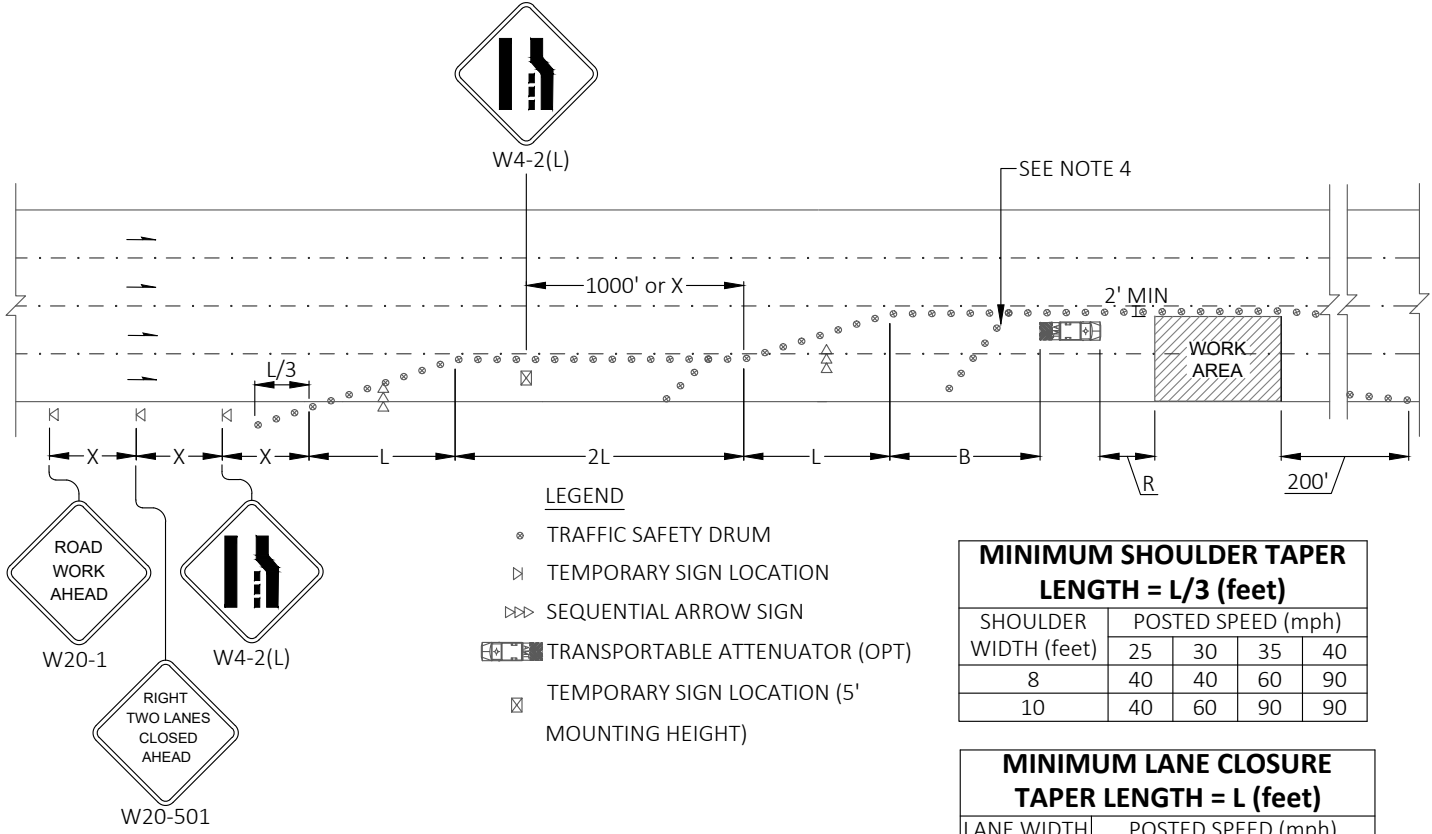 W4-2(L)
SEE NOTE 4
1000' or X
2' MIN
WORK
AREA
L/3
X
X
X
L
2L
L
B
R
200'
ROAD
WORK
AHEAD
W20-1
RIGHT
TWO LANES
CLOSED
AHEAD
W20-501
W4-2(L)
LEGEND
TRAFFIC SAFETY DRUM
TEMPORARY SIGN LOCATION
SEQUENTIAL ARROW SIGN
TRANSPORTABLE ATTENUATOR (OPT)
TEMPORARY SIGN LOCATION (5'
MOUNTING HEIGHT)
MINIMUM SHOULDER TAPER
LENGTH = L/3 (feet)
SHOULDER
WIDTH (feet)
POSTED SPEED (mph)
25 30 35 40
8 40 40 60 90
10 40 60 90 90
MINIMUM LANE CLOSURE
TAPER LENGTH = L (feet)
LANE WIDTH POSTED SPEED (mph)